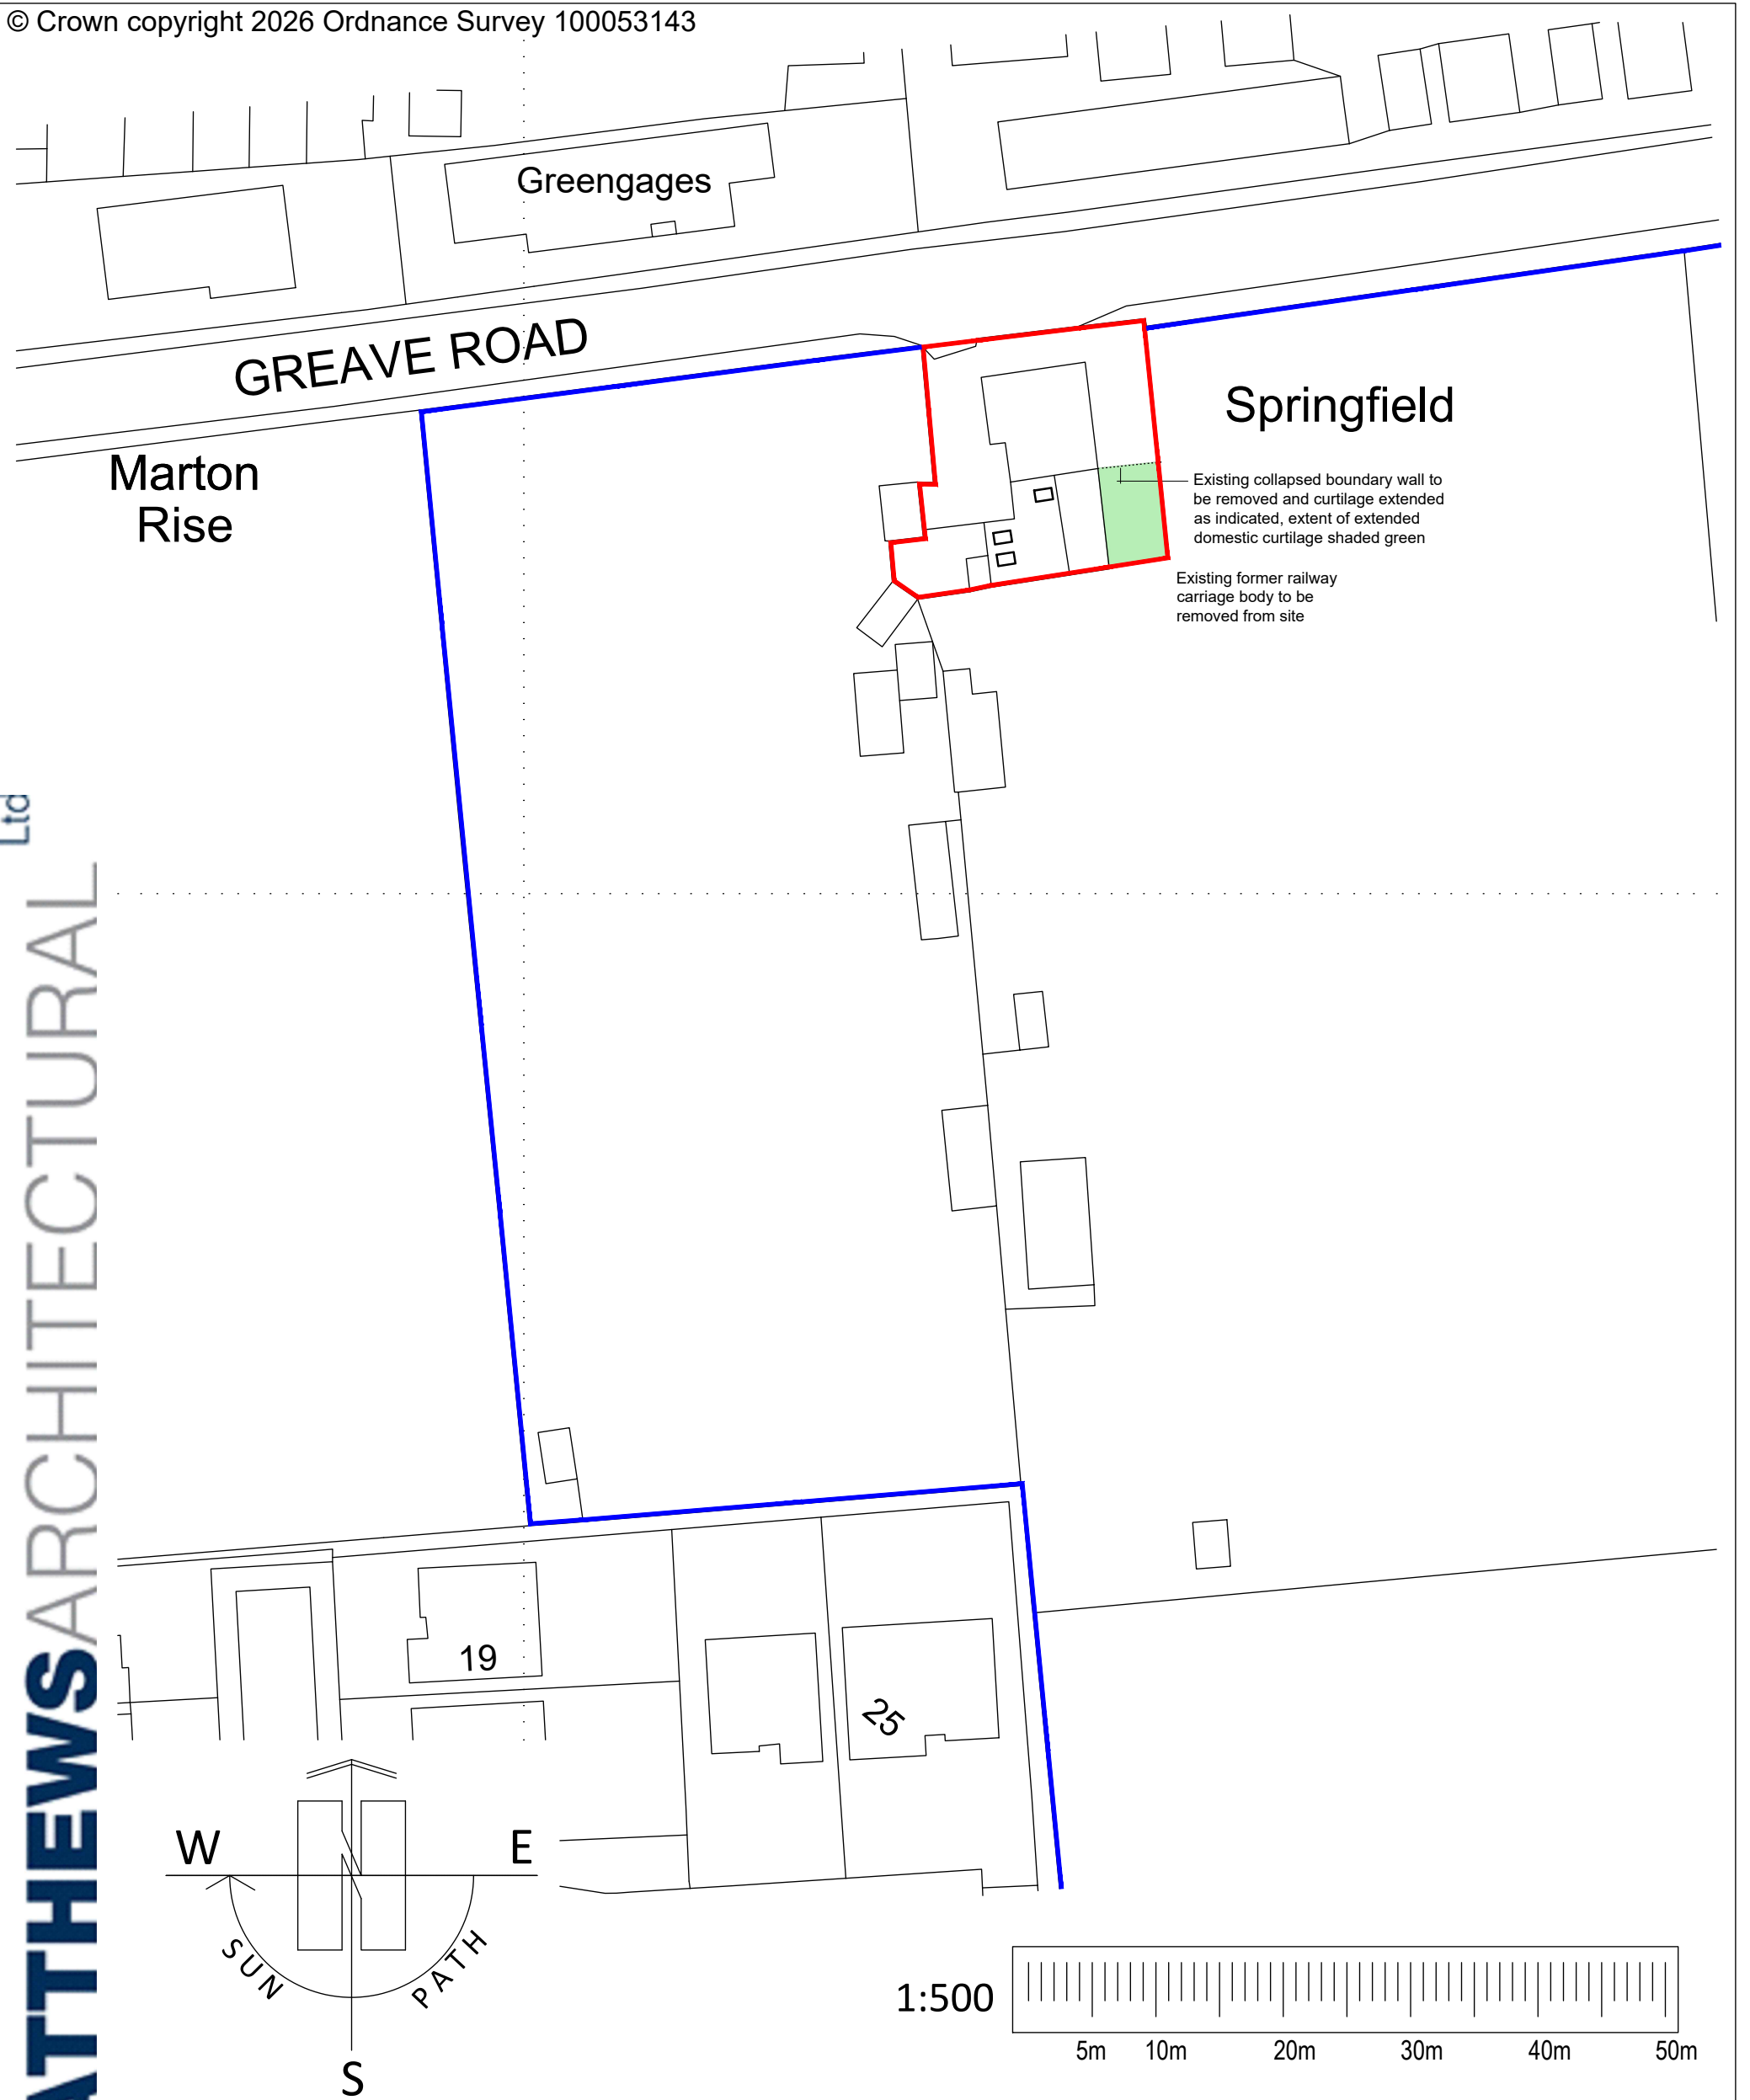 © Crown copyright 2026 Ordnance Survey 100053143
Greengages
GREAVE ROAD
Springfield
Marton
Rise
Existing collapsed boundary wall to
be removed and curtilage extended
as indicated, extent of extended
domestic curtilage shaded green
Existing former railway
carriage body to be
removed from site
Ltd
ATTHEWSARCHITECTURAL
19
25
W
E
SUN PATH
S
1:500
5m 10m 20m 30m 40m 50m